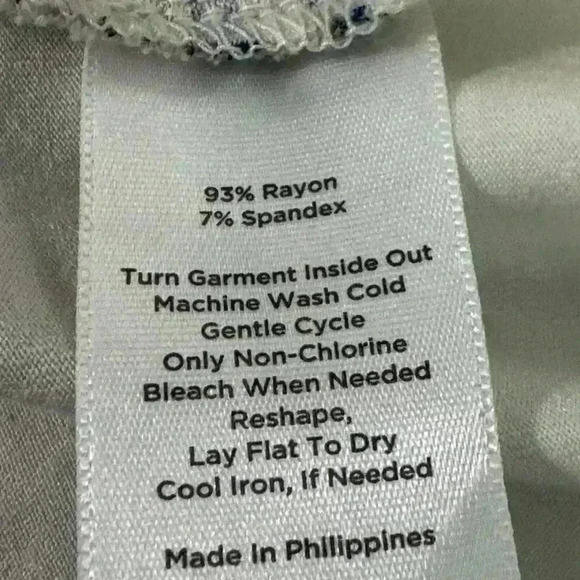 93% Rayon
7% Spandex
Turn Garment Inside Out
Machine Wash Cold
Gentle Cycle
Only Non-Chlorine
Bleach When Needed
Reshape,
Lay Flat To Dry
Cool Iron, If Needed
Made In Philippines